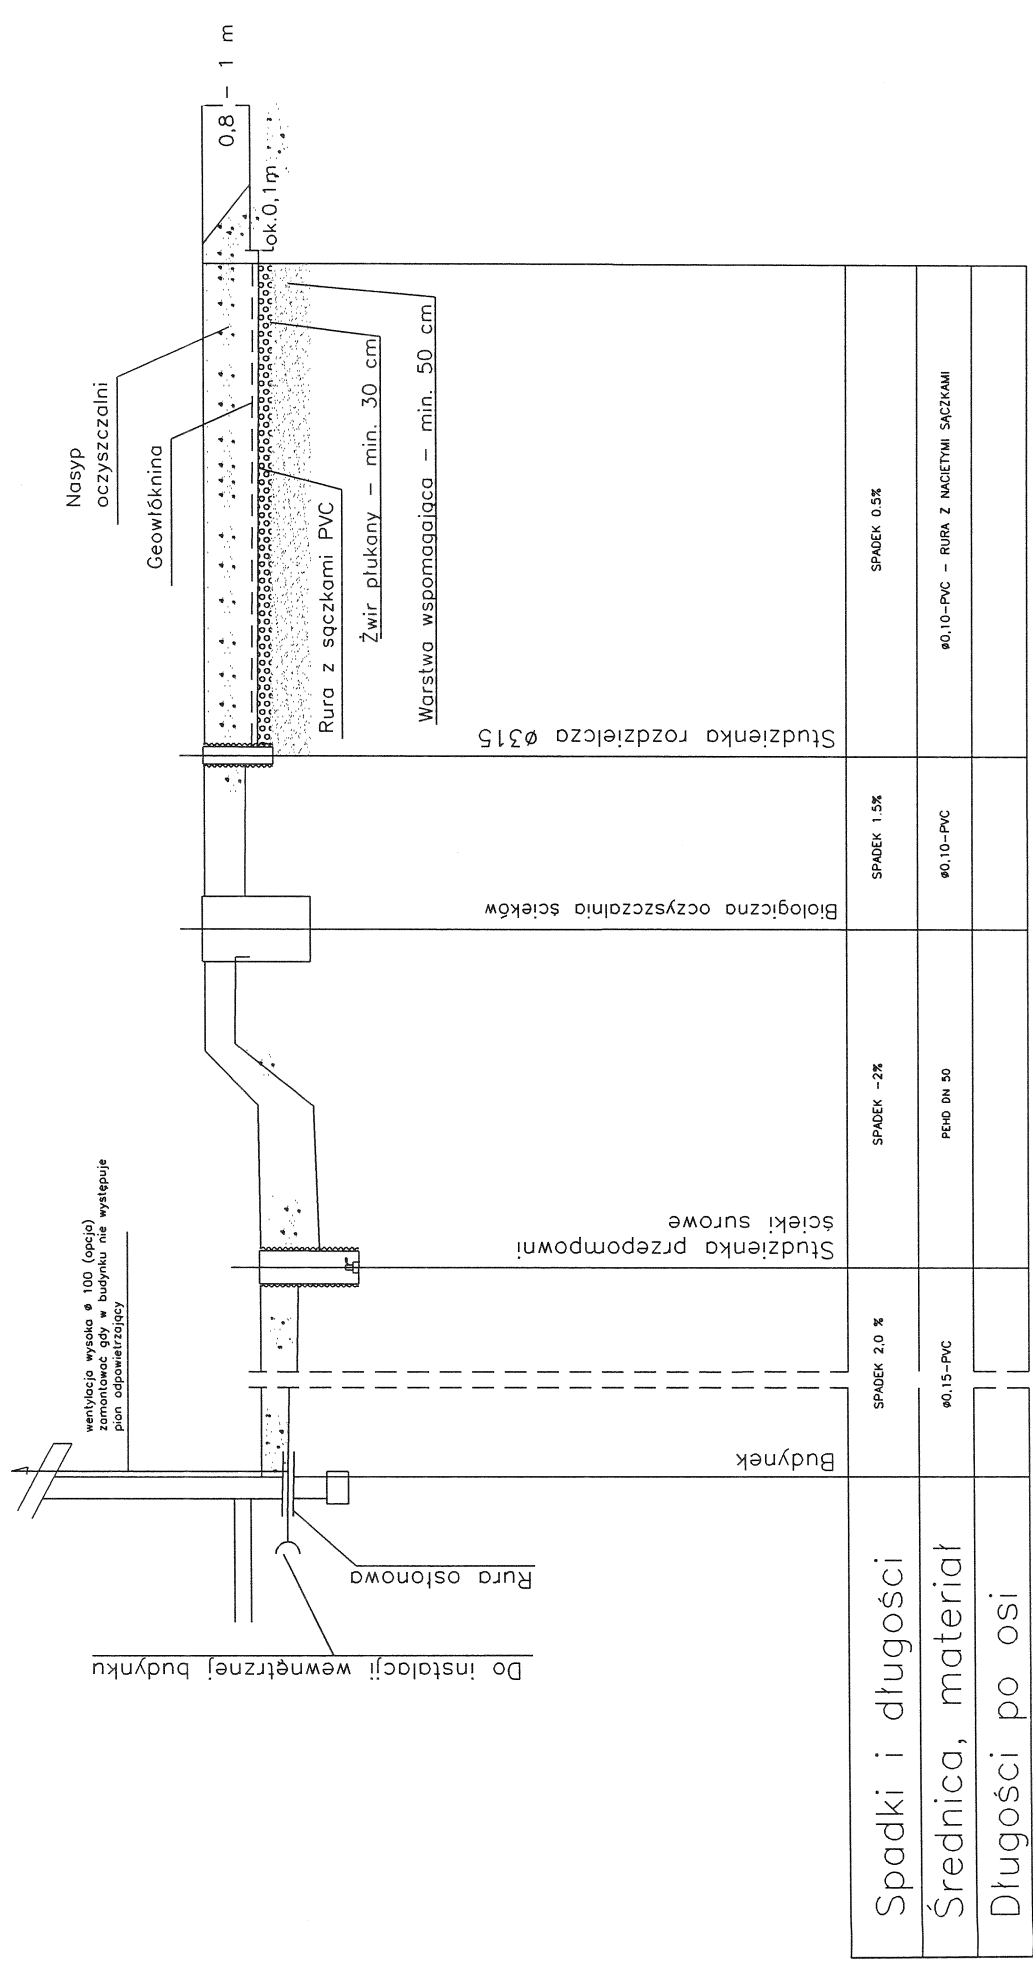 wentylacja wysoka ø 100 (opcja)
zamontować gdy w budynku nie występuje
pion odpowietrzający
Nasyp
oczyszczalni
Geowłóknina
0,8 – 1 m
ok.0,1m
Rura z sączkami PVC
Żwir płukany – min. 30 cm
Warstwa wspomagająca – min. 50 cm
Do instalacji wewnętrznej budynku
Rura osłonowa
Budynek
Studzienka przepompowni
ścieki surowe
Biologiczna oczyszczalnia ścieków
Studzienka rozdzielcza ø315
Spadki i długości
SPADEK 2,0 %
SPADEK -2%
SPADEK 1.5%
SPADEK 0.5%
Średnica, materiał
ø0,15-PVC
PEHD DN 50
ø0,10-PVC
ø0,10-PVC – RURA Z NACIETYMI SĄCZKAMI
Długości po osi